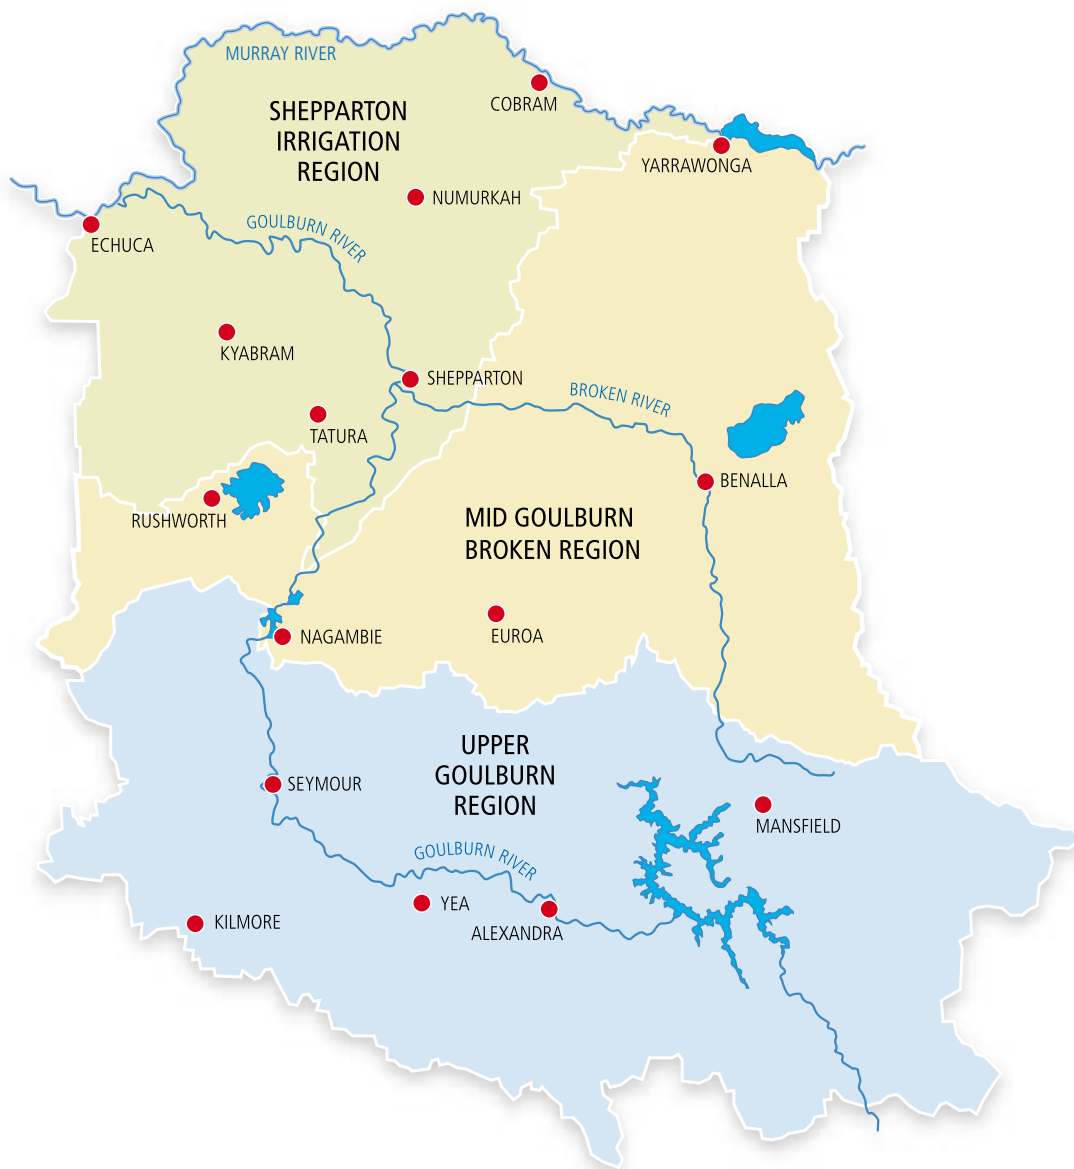 MURRAY RIVER
COBRAM
SHEPPARTON
IRRIGATION
REGION
YARRAWONGA
NUMURKAH
GOULBURN RIVER
ECHUCA
KYABRAM
SHEPPARTON
BROKEN RIVER
TATURA
BENALLA
RUSHWORTH
MID GOULBURN
BROKEN REGION
NAGAMBIE
EUROA
UPPER
GOULBURN
REGION
SEYMOUR
MANSFIELD
GOULBURN RIVER
YEA
KILMORE
ALEXANDRA